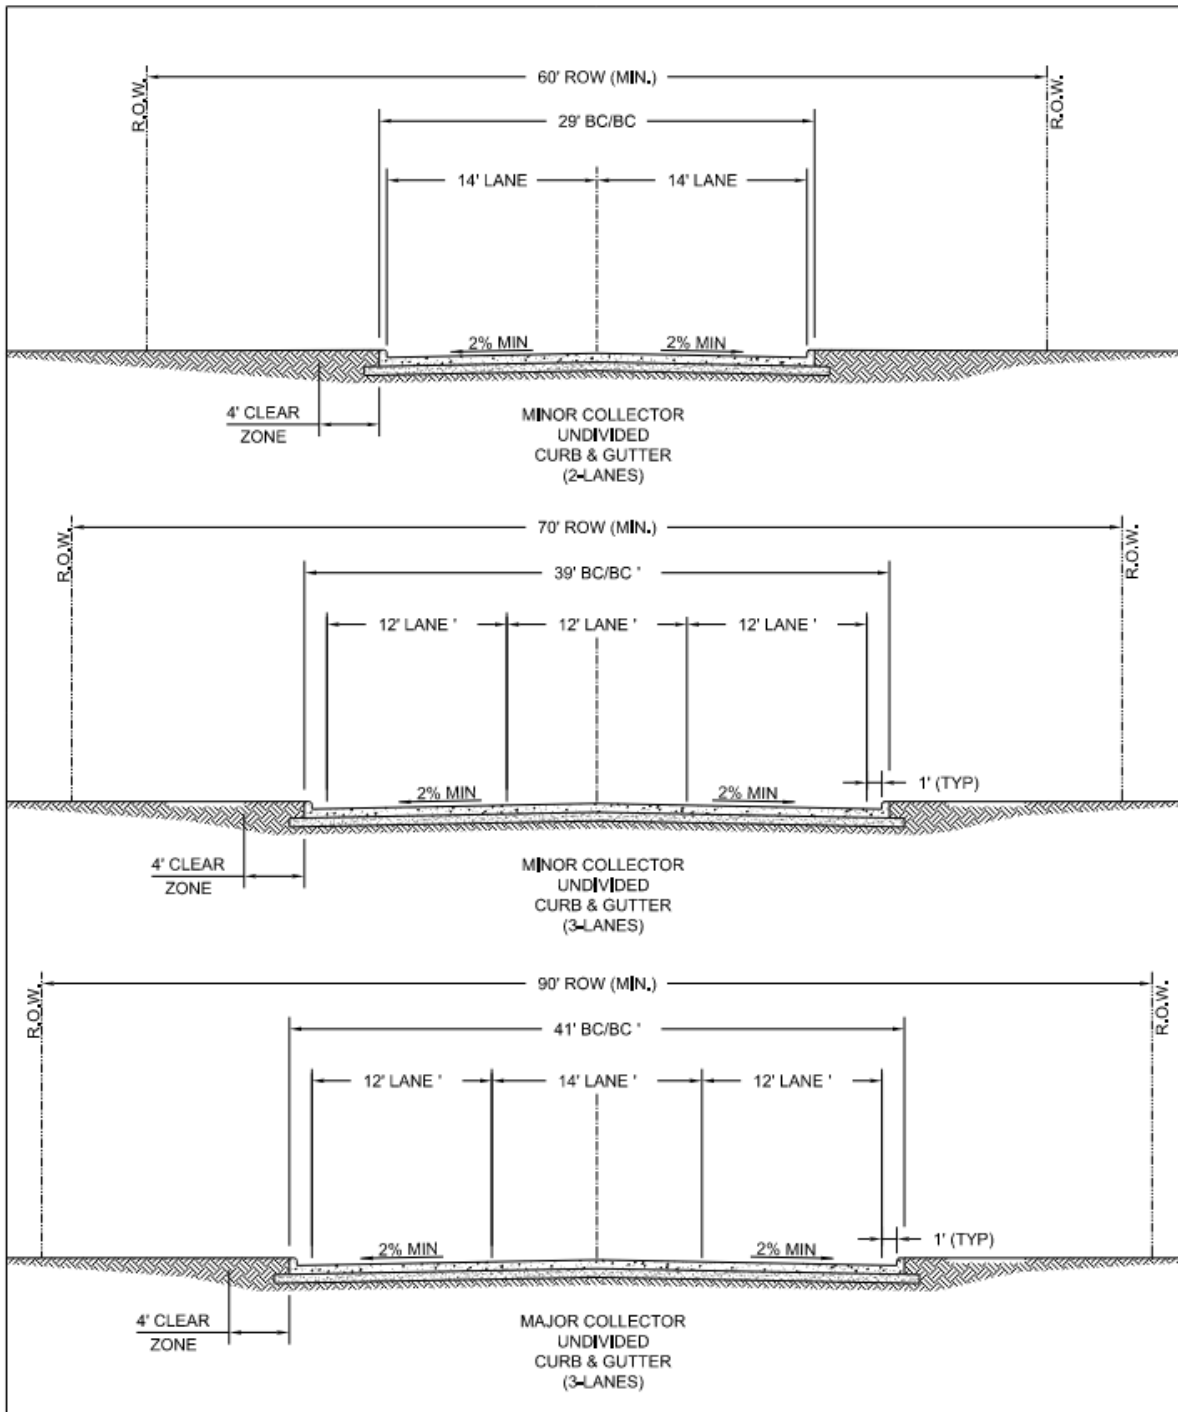 60' ROW (MIN.)
R.O.W.
R.O.W.
29' BC/BC
14' LANE
14' LANE
2% MIN
2% MIN
4' CLEAR
ZONE
MINOR COLLECTOR
UNDIVIDED
CURB & GUTTER
(2-LANES)
70' ROW (MIN.)
R.O.W.
R.O.W.
39' BC/BC '
12' LANE '
12' LANE '
12' LANE '
1' (TYP)
2% MIN
2% MIN
4' CLEAR
ZONE
MINOR COLLECTOR
UNDIVIDED
CURB & GUTTER
(3-LANES)
90' ROW (MIN.)
R.O.W.
R.O.W.
41' BC/BC '
12' LANE '
14' LANE '
12' LANE '
1' (TYP)
2% MIN
2% MIN
4' CLEAR
ZONE
MAJOR COLLECTOR
UNDIVIDED
CURB & GUTTER
(3-LANES)